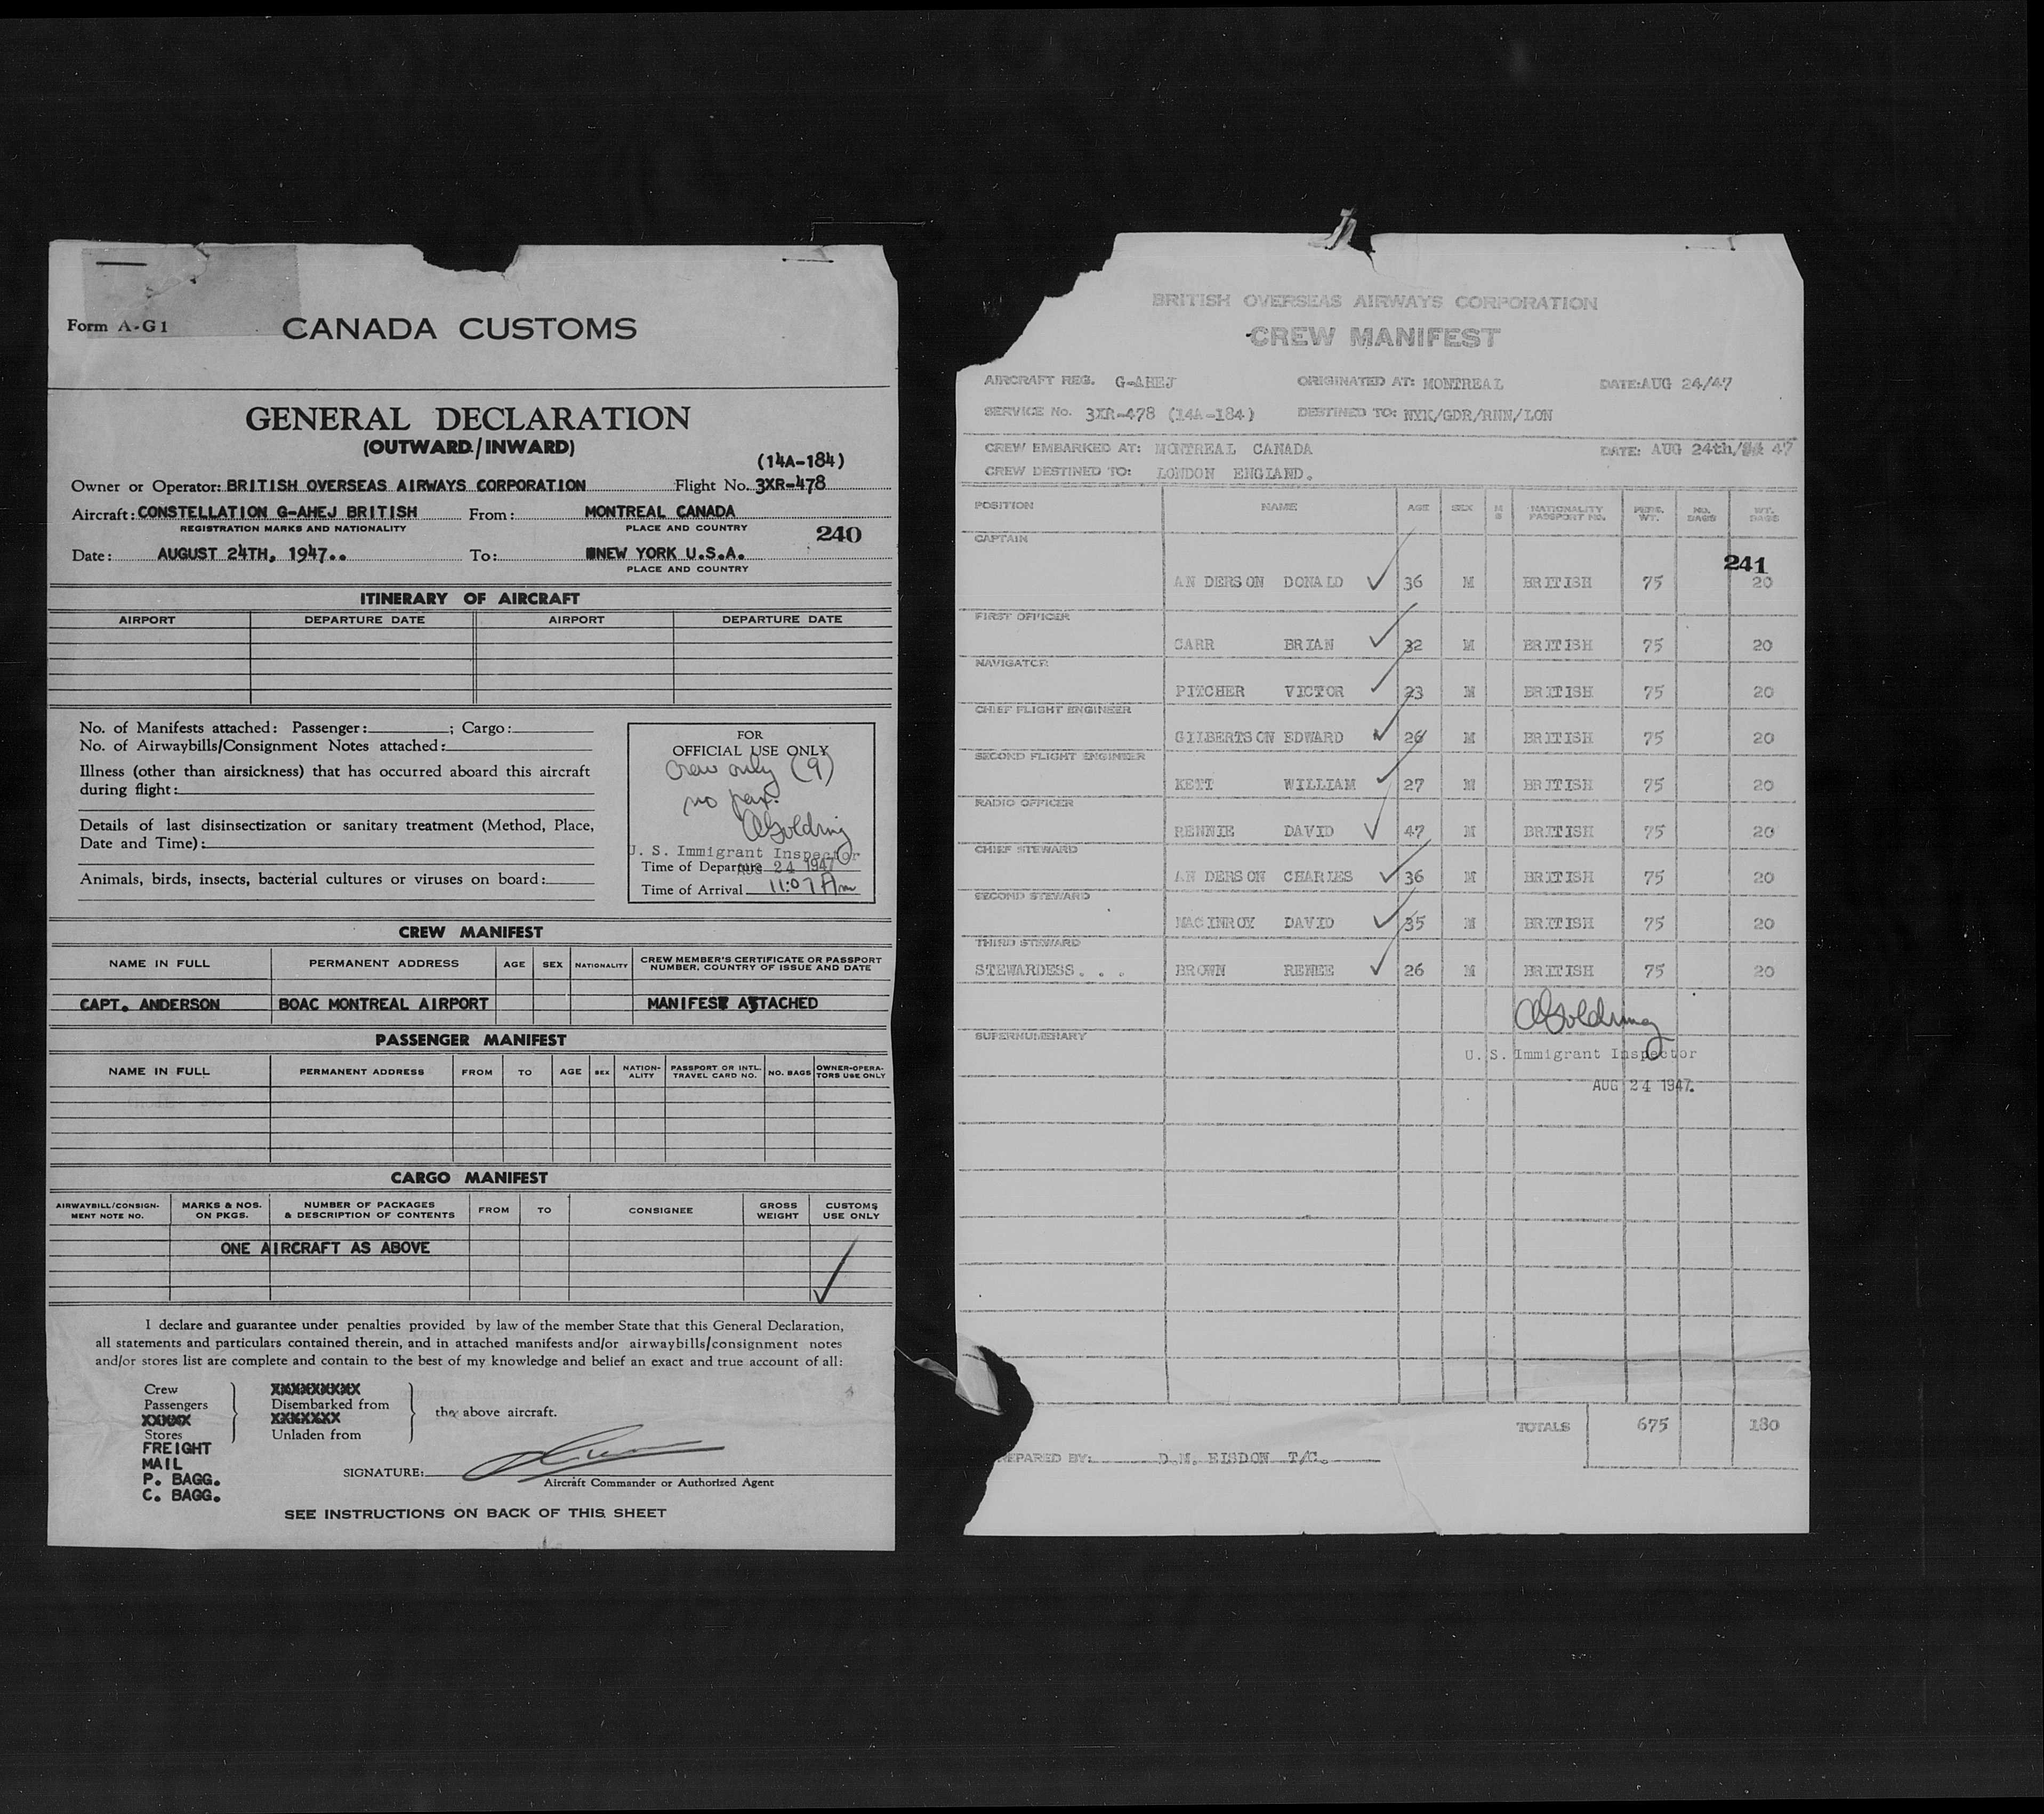 Form A-G1
CANADA CUSTOMS
GENERAL DECLARATION
(OUTWARD/INWARD)
(14A-184)
Owner or Operator: BRITISH OVERSEAS AIRWAYS CORPORATION Flight No. 3XR-478
Aircraft: CONSTELLATION G-AHEJ BRITISH From: MONTREAL CANADA
REGISTRATION MARKS AND NATIONALITY PLACE AND COUNTRY
240
Date: AUGUST 24TH, 1947.. To: NEW YORK U.S.A.
PLACE AND COUNTRY
ITINERARY OF AIRCRAFT
AIRPORT DEPARTURE DATE AIRPORT DEPARTURE DATE
No. of Manifests attached: Passenger: ; Cargo:
No. of Airwaybills/Consignment Notes attached:
Illness (other than airsickness) that has occurred aboard this aircraft
during flight:
Details of last disinsectization or sanitary treatment (Method, Place,
Date and Time):
Animals, birds, insects, bacterial cultures or viruses on board:
FOR
OFFICIAL USE ONLY
Crew only (9)
no pax.
AGoldring
U. S. Immigrant Inspector
Time of Departure AUG 24 1947
Time of Arrival 11:07 Am
CREW MANIFEST
NAME IN FULL PERMANENT ADDRESS AGE SEX NATIONALITY CREW MEMBER'S CERTIFICATE OR PASSPORT
NUMBER, COUNTRY OF ISSUE AND DATE
CAPT. ANDERSON BOAC MONTREAL AIRPORT MANIFEST ATTACHED
PASSENGER MANIFEST
NAME IN FULL PERMANENT ADDRESS FROM TO AGE SEX NATION-
ALITY PASSPORT OR INTL.
TRAVEL CARD NO. NO. BAGS OWNER-OPERA-
TORS USE ONLY
CARGO MANIFEST
AIRWAYBILL/CONSIGN-
MENT NOTE NO. MARKS & NOS.
ON PKGS. NUMBER OF PACKAGES
& DESCRIPTION OF CONTENTS FROM TO CONSIGNEE GROSS
WEIGHT CUSTOMS
USE ONLY
ONE AIRCRAFT AS ABOVE
I declare and guarantee under penalties provided by law of the member State that this General Declaration,
all statements and particulars contained therein, and in attached manifests and/or airwaybills/consignment notes
and/or stores list are complete and contain to the best of my knowledge and belief an exact and true account of all:
Crew XXXXXXXXX
Passengers Disembarked from
XXXXX XXXXXXX the above aircraft.
Stores Unladen from
FREIGHT
MAIL
P. BAGG.
C. BAGG.
SIGNATURE:
Aircraft Commander or Authorized Agent
SEE INSTRUCTIONS ON BACK OF THIS SHEET
BRITISH OVERSEAS AIRWAYS CORPORATION
CREW MANIFEST
AIRCRAFT REG. G-AHEJ ORIGINATED AT: MONTREAL DATE: AUG 24/47
SERVICE No. 3XR-478 (14A-184) DESTINED TO: NYK/GDR/RNN/LON
CREW EMBARKED AT: MONTREAL CANADA DATE: AUG 24th/ 47
CREW DESTINED TO: LONDON ENGLAND.
POSITION NAME AGE SEX M
S NATIONALITY
PASSPORT NO. PERS.
WT. NO.
BAGS WT.
BAGS
241
CAPTAIN
ANDERSON DONALD 36 M BRITISH 75 20
FIRST OFFICER
CARR BRIAN 32 M BRITISH 75 20
NAVIGATOR
PITCHER VICTOR 23 M BRITISH 75 20
CHIEF FLIGHT ENGINEER
GILBERTSON EDWARD 26 M BRITISH 75 20
SECOND FLIGHT ENGINEER
KETT WILLIAM 27 M BRITISH 75 20
RADIO OFFICER
RENNIE DAVID 47 M BRITISH 75 20
CHIEF STEWARD
ANDERSON CHARLES 36 M BRITISH 75 20
SECOND STEWARD
MACINROY DAVID 35 M BRITISH 75 20
THIRD STEWARD
STEWARDESS. . . BROWN RENEE 26 M BRITISH 75 20
AGoldring
SUPERNUMERARY
U. S. Immigrant Inspector
AUG 24 1947.
TOTALS 675 180
REPARED BY: D.M. EISDON T/C.